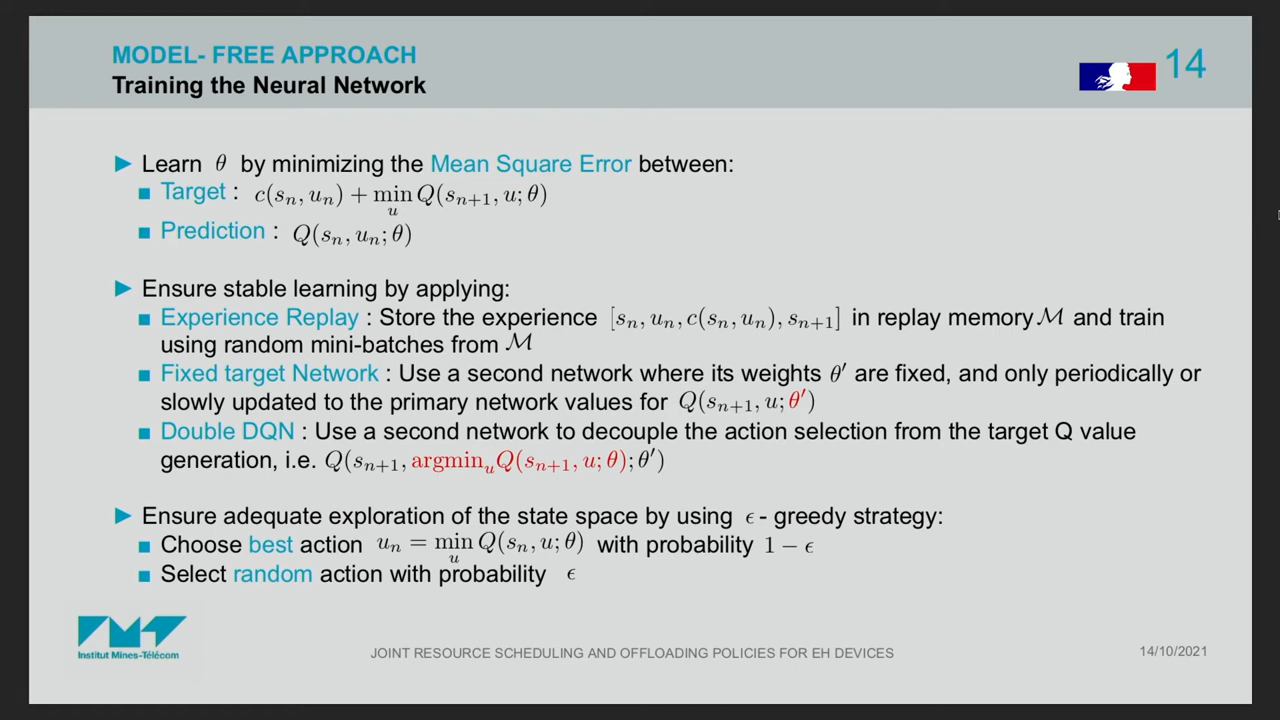 MODEL- FREE APPROACH
14
Training the Neural Network
► Learn θ by minimizing the Mean Square Error between:
■ Target : c(sₙ, uₙ) + min_u Q(sₙ₊₁, u; θ)
■ Prediction : Q(sₙ, uₙ; θ)
► Ensure stable learning by applying:
■ Experience Replay : Store the experience [sₙ, uₙ, c(sₙ, uₙ), sₙ₊₁] in replay memory ℳ and train
using random mini-batches from ℳ
■ Fixed target Network : Use a second network where its weights θ′ are fixed, and only periodically or
slowly updated to the primary network values for Q(sₙ₊₁, u; θ′)
■ Double DQN : Use a second network to decouple the action selection from the target Q value
generation, i.e. Q(sₙ₊₁, argmin_u Q(sₙ₊₁, u; θ); θ′)
► Ensure adequate exploration of the state space by using ϵ - greedy strategy:
■ Choose best action uₙ = min_u Q(sₙ, u; θ) with probability 1 − ϵ
■ Select random action with probability ϵ
Institut Mines-Télécom
JOINT RESOURCE SCHEDULING AND OFFLOADING POLICIES FOR EH DEVICES
14/10/2021